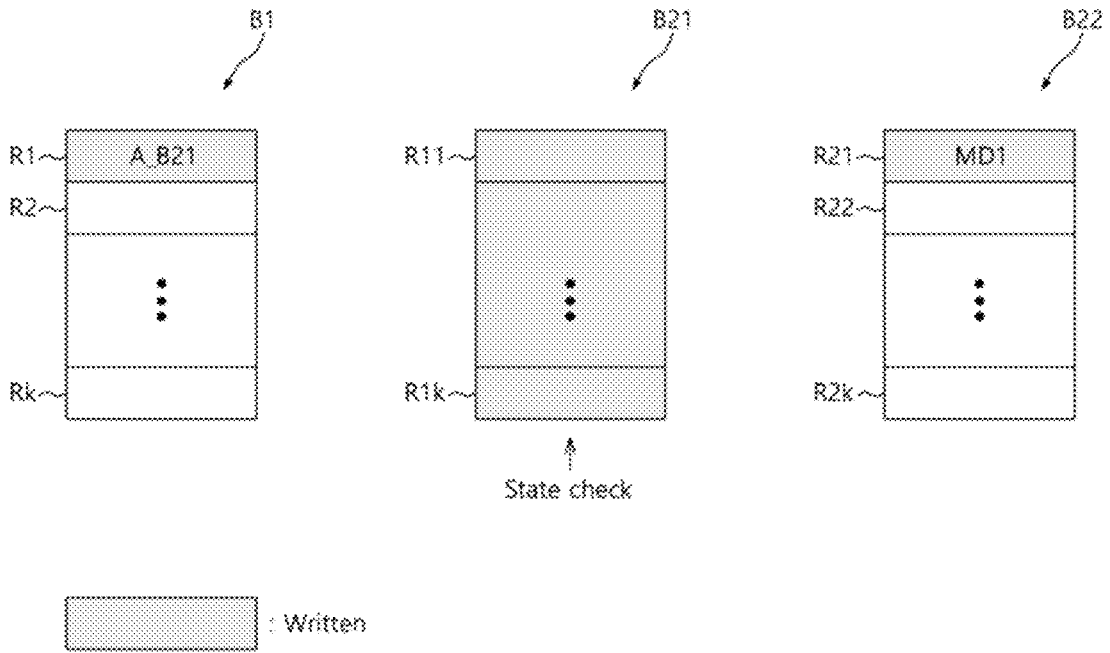 B1 B21 B22
R1 A_B21 R11 R21 MD1
R2 R22
Rk R1k R2k
State check
: Written